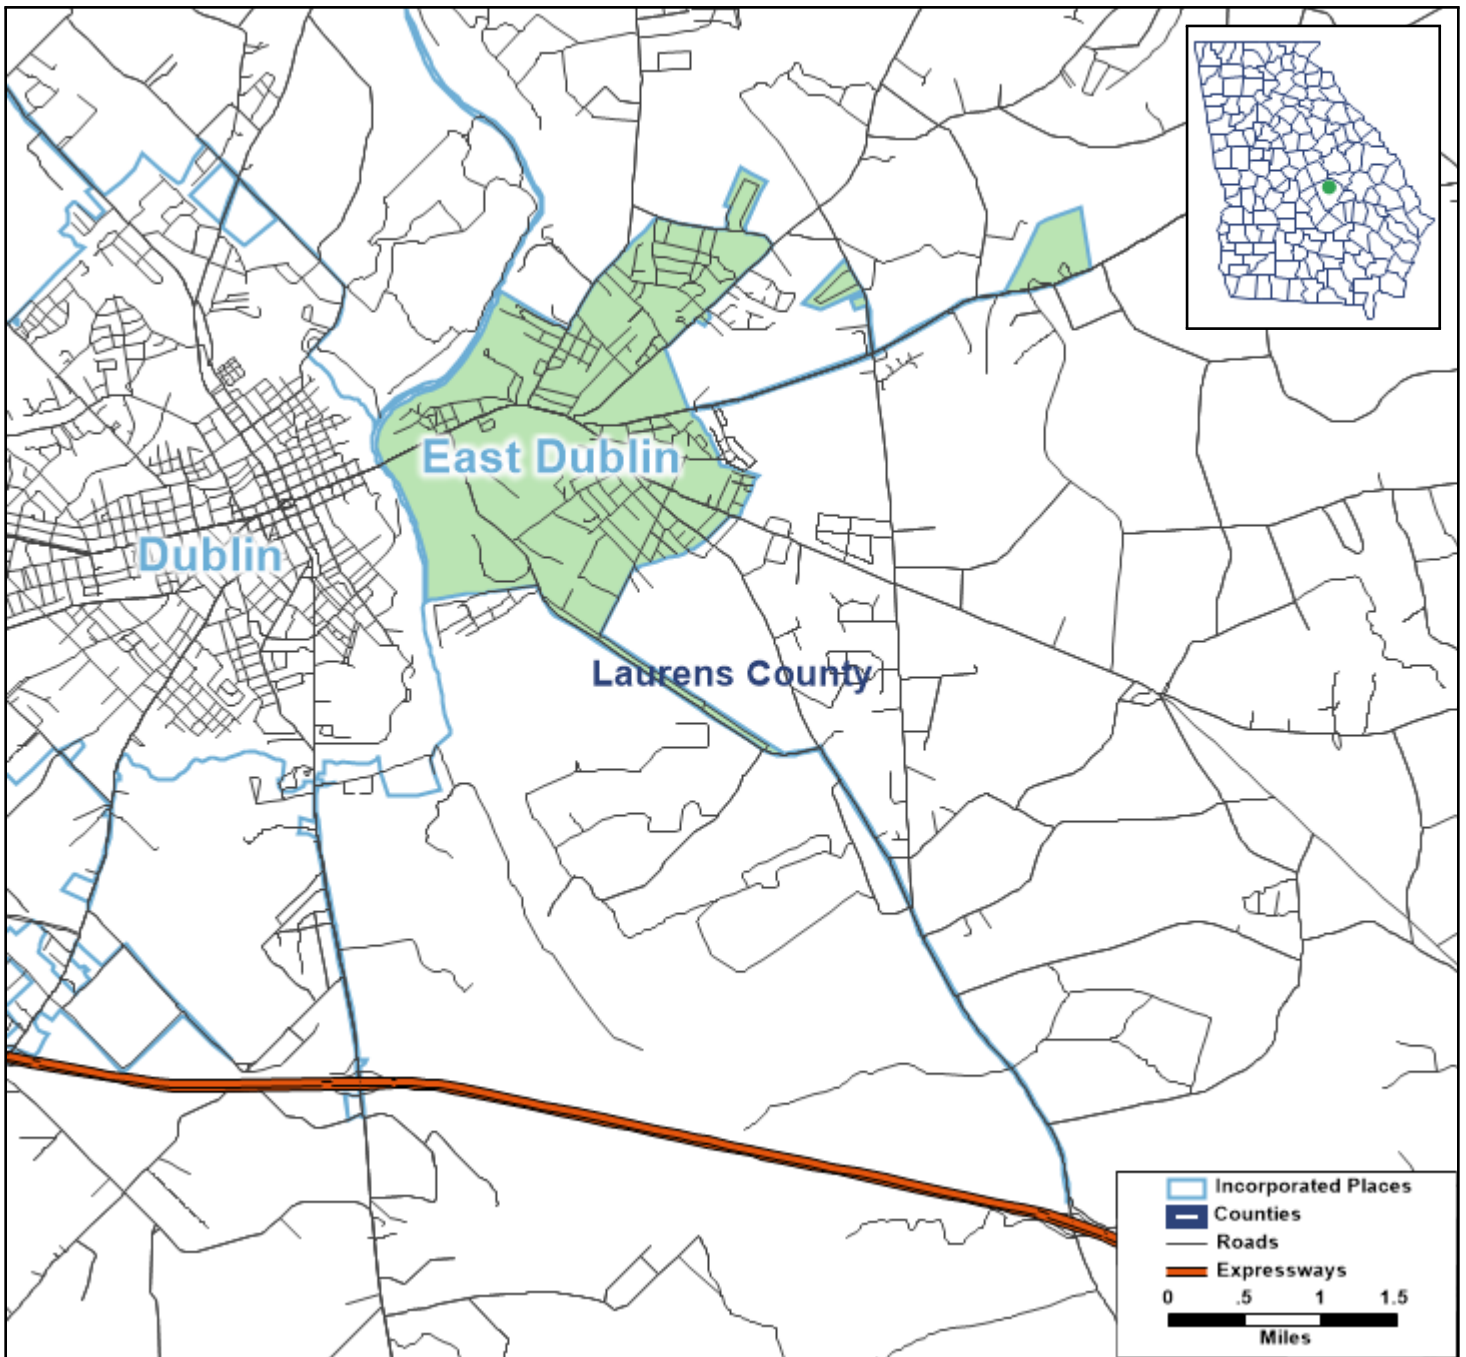 East Dublin
Dublin
Laurens County
Incorporated Places
Counties
Roads
Expressways
0 .5 1 1.5
Miles